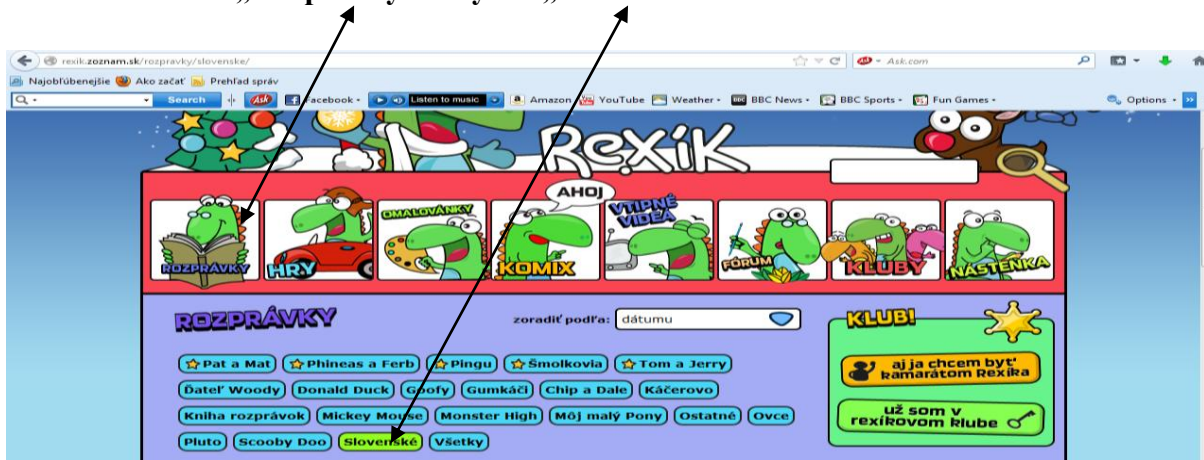 rexik.zoznam.sk/rozpravky/slovenske/
Ask.com
Najobľúbenejšie Ako začať Prehľad správ
Search Ask Facebook Listen to music Amazon YouTube Weather BBC News BBC Sports Fun Games Options
Rexík
AHOJ
ROZPRÁVKY HRY OMAĽOVÁNKY KOMIX VTIPNÉ VIDEÁ FÓRUM KLUBY NÁSTENKA
ROZPRÁVKY zoradiť podľa: dátumu KLUB!
Pat a Mat Phineas a Ferb Pingu Šmolkovia Tom a Jerry
aj ja chcem byť kamarátom Rexíka
Ďateľ Woody Donald Duck Goofy Gumkáči Chip a Dale Káčerovo
Kniha rozprávok Mickey Mouse Monster High Môj malý Pony Ostatné Ovce
už som v rexíkovom klube
Pluto Scooby Doo Slovenské Všetky